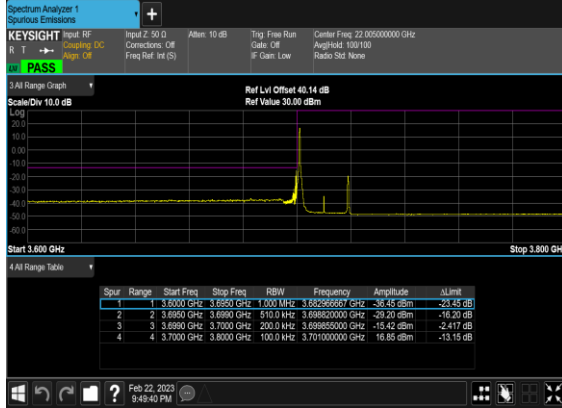 Spectrum Analyzer 1
Spurious Emissions
+
KEYSIGHT Input: RF Input Z: 50 Ω Atten: 10 dB Trig: Free Run Center Freq: 22.005000000 GHz
R T Coupling: DC Corrections: Off Gate: Off Avg|Hold: 100/100
Align: Off Freq Ref: Int (S) IF Gain: Low Radio Std: None
PASS
3 All Range Graph
Ref Lvl Offset 40.14 dB
Scale/Div 10.0 dB Ref Value 30.00 dBm
Log
20.0
10.0
0.00
-10.0
-20.0
-30.0
-40.0
-50.0
-60.0
Start 3.600 GHz Stop 3.800 GH
4 All Range Table
Spur Range Start Freq Stop Freq RBW Frequency Amplitude ΔLimit
1 1 3.6000 GHz 3.6950 GHz 1.000 MHz 3.682966667 GHz -36.45 dBm -23.45 dB
2 2 3.6950 GHz 3.6990 GHz 510.0 kHz 3.698820000 GHz -29.20 dBm -16.20 dB
3 3 3.6990 GHz 3.7000 GHz 200.0 kHz 3.699855000 GHz -15.42 dBm -2.417 dB
4 4 3.7000 GHz 3.8000 GHz 100.0 kHz 3.701000000 GHz 16.85 dBm -13.15 dB
? Feb 22, 2023
9:49:40 PM